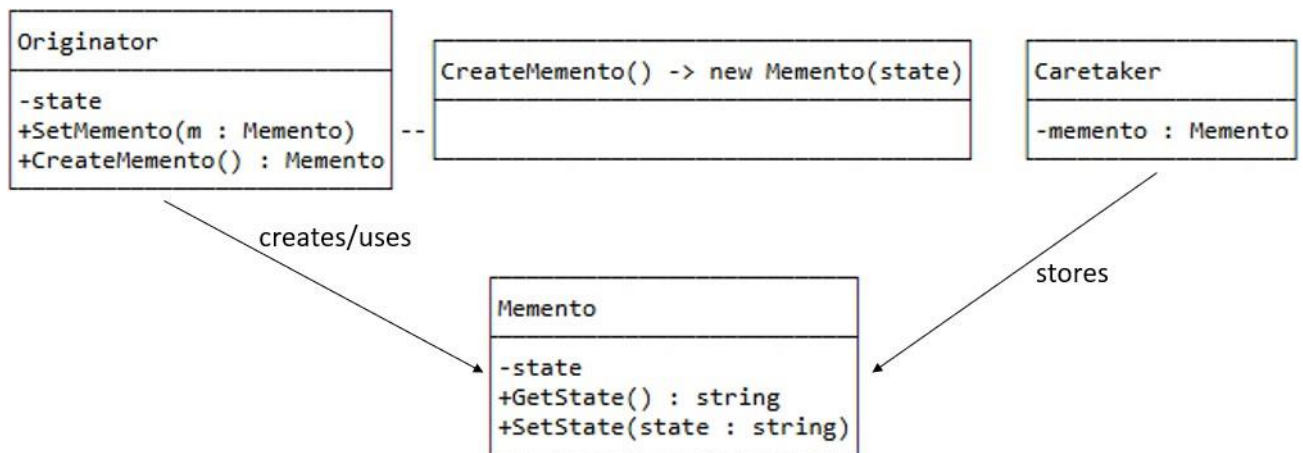 Originator
-state
+SetMemento(m : Memento)
+CreateMemento() : Memento
--
CreateMemento() -> new Memento(state)
Caretaker
-memento : Memento
creates/uses
stores
Memento
-state
+GetState() : string
+SetState(state : string)